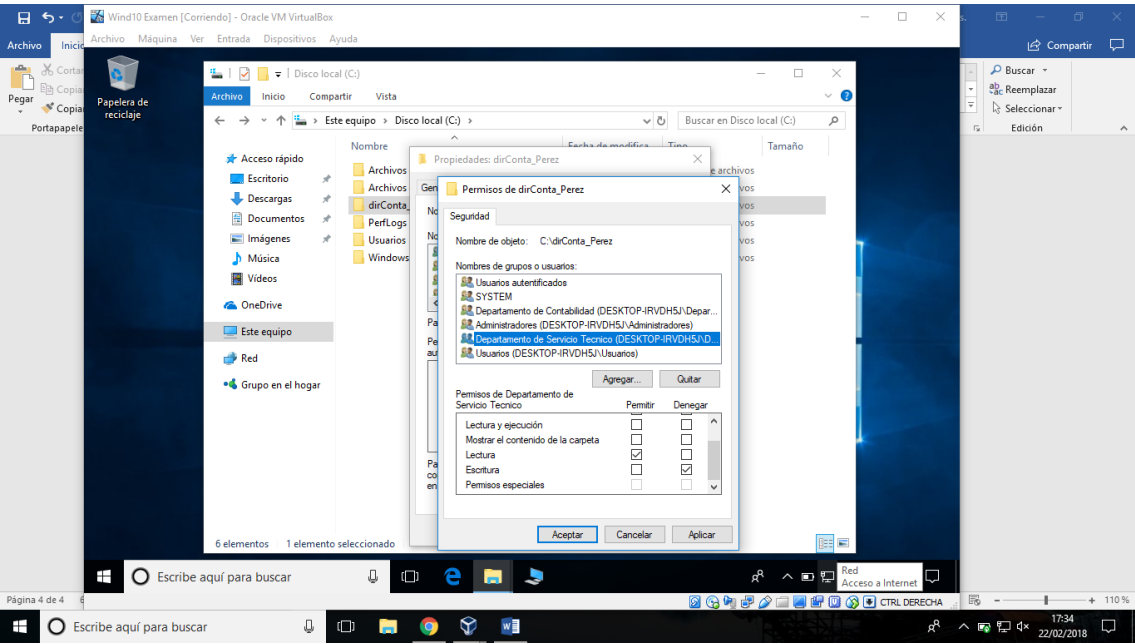 Wind10 Examen [Corriendo] - Oracle VM VirtualBox
Archivo Máquina Ver Entrada Dispositivos Ayuda
Archivo
Inicio
Compartir
Cortar
Copiar
Pegar
Copiar
Portapapeles
Buscar
Reemplazar
Seleccionar
Edición
Papelera de
reciclaje
Disco local (C:)
Archivo Inicio Compartir Vista
Este equipo > Disco local (C:) >
Buscar en Disco local (C:)
Nombre Fecha de modifica... Tipo Tamaño
Acceso rápido
Escritorio
Descargas
Documentos
Imágenes
Música
Vídeos
OneDrive
Este equipo
Red
Grupo en el hogar
Archivos
Archivos
dirConta_
PerfLogs
Usuarios
Windows
e archivos
6 elementos 1 elemento seleccionado
Propiedades: dirConta_Perez
Permisos de dirConta_Perez
Seguridad
Nombre de objeto: C:\dirConta_Perez
Nombres de grupos o usuarios:
Usuarios autentificados
SYSTEM
Departamento de Contabilidad (DESKTOP-IRVDH5J\Depar...
Administradores (DESKTOP-IRVDH5J\Administradores)
Departamento de Servicio Tecnico (DESKTOP-IRVDH5J\D...
Usuarios (DESKTOP-IRVDH5J\Usuarios)
Agregar... Quitar
Permisos de Departamento de
Servicio Tecnico Permitir Denegar
Lectura y ejecución
Mostrar el contenido de la carpeta
Lectura
Escritura
Permisos especiales
Aceptar Cancelar Aplicar
Escribe aquí para buscar
Red
Acceso a Internet
CTRL DERECHA
Página 4 de 4
110 %
Escribe aquí para buscar
17:34
22/02/2018